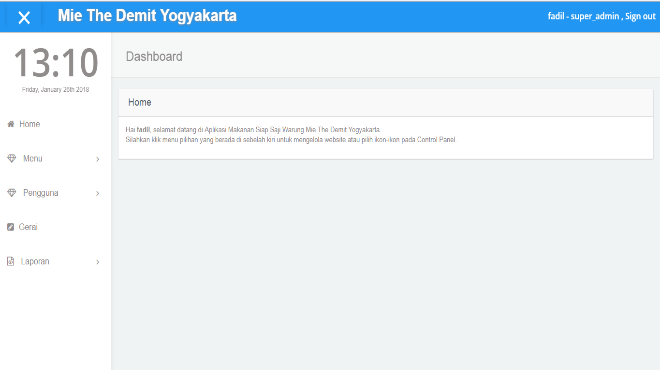 Mie The Demit Yogyakarta
fadil - super_admin , Sign out
13:10
Friday, January 26th 2018
Home
Menu
Pengguna
Gerai
Laporan
Dashboard
Home
Hai fadil, selamat datang di Aplikasi Makanan Siap Saji Warung Mie The Demit Yogyakarta
Silahkan klik menu pilihan yang berada di sebelah kiri untuk mengelola website atau pilih ikon-ikon pada Control Panel